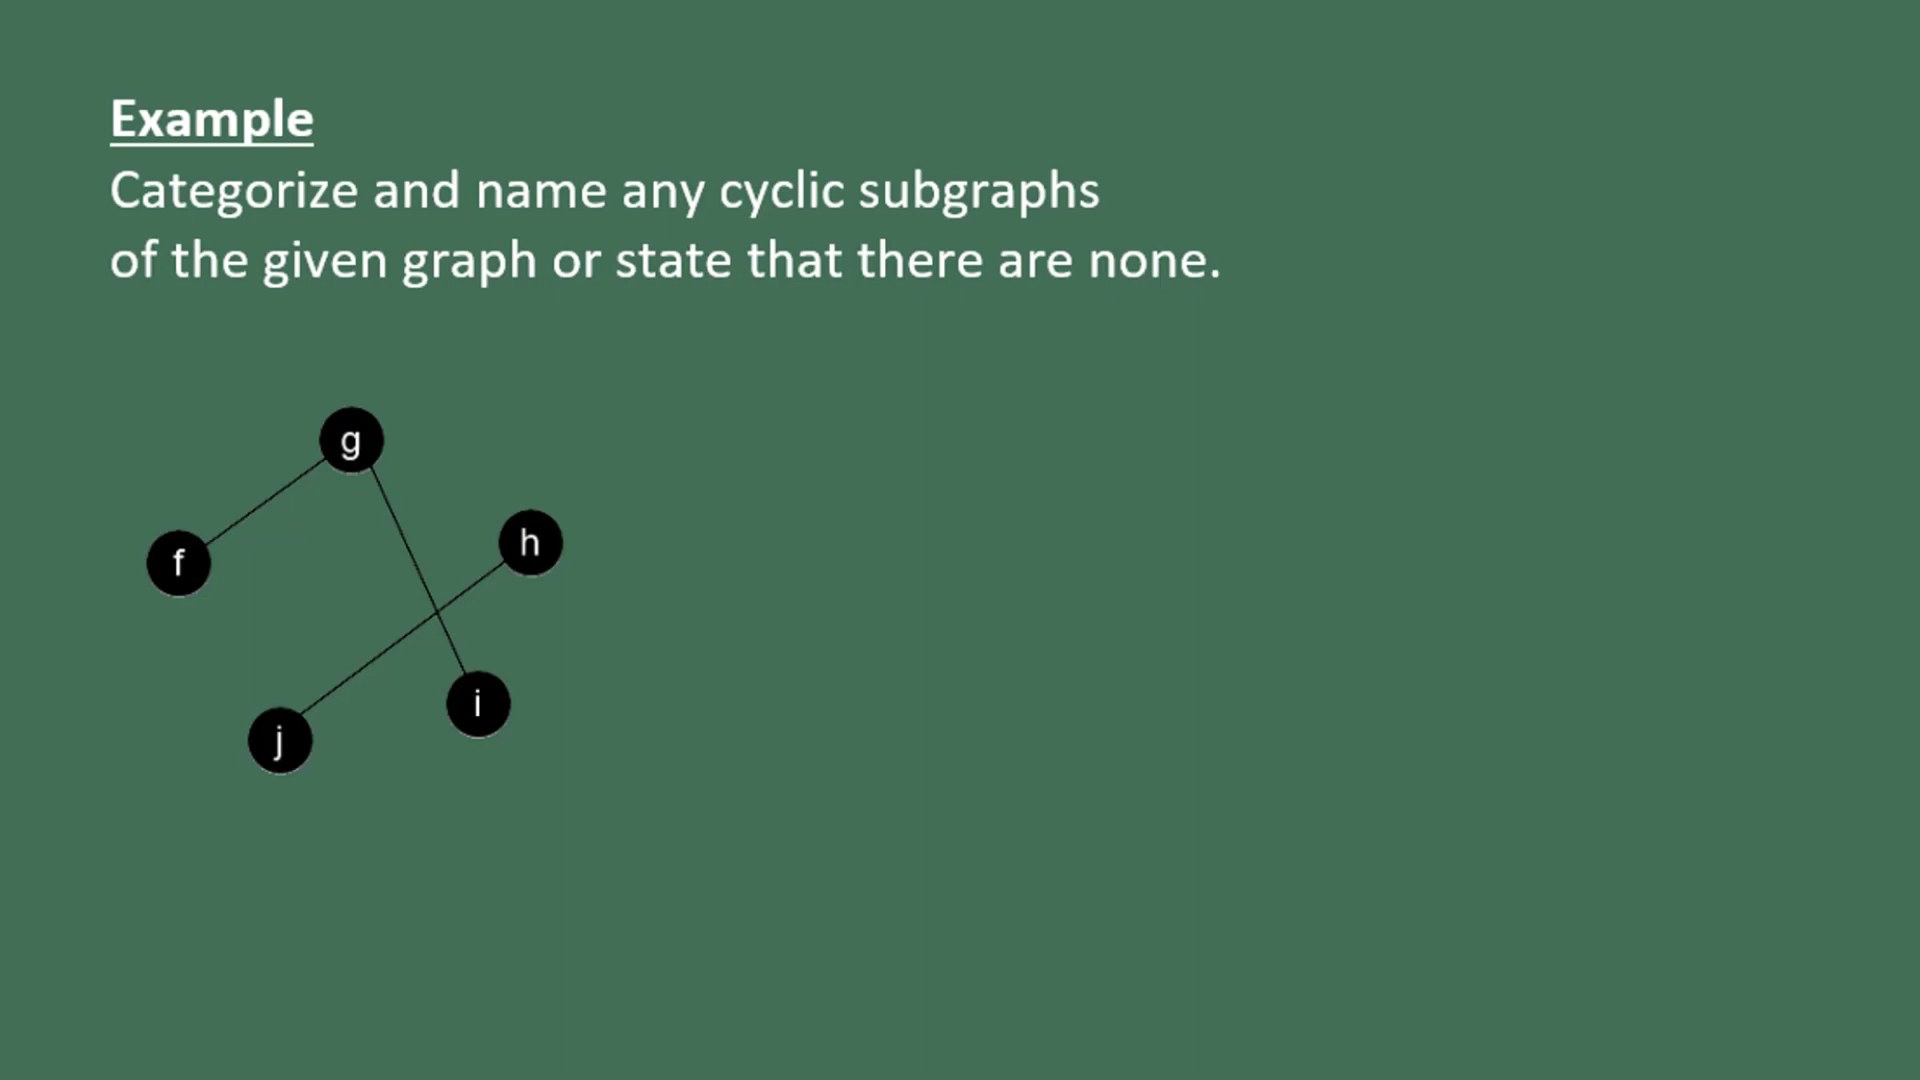 Example
Categorize and name any cyclic subgraphs
of the given graph or state that there are none.
g
h
f
i
j